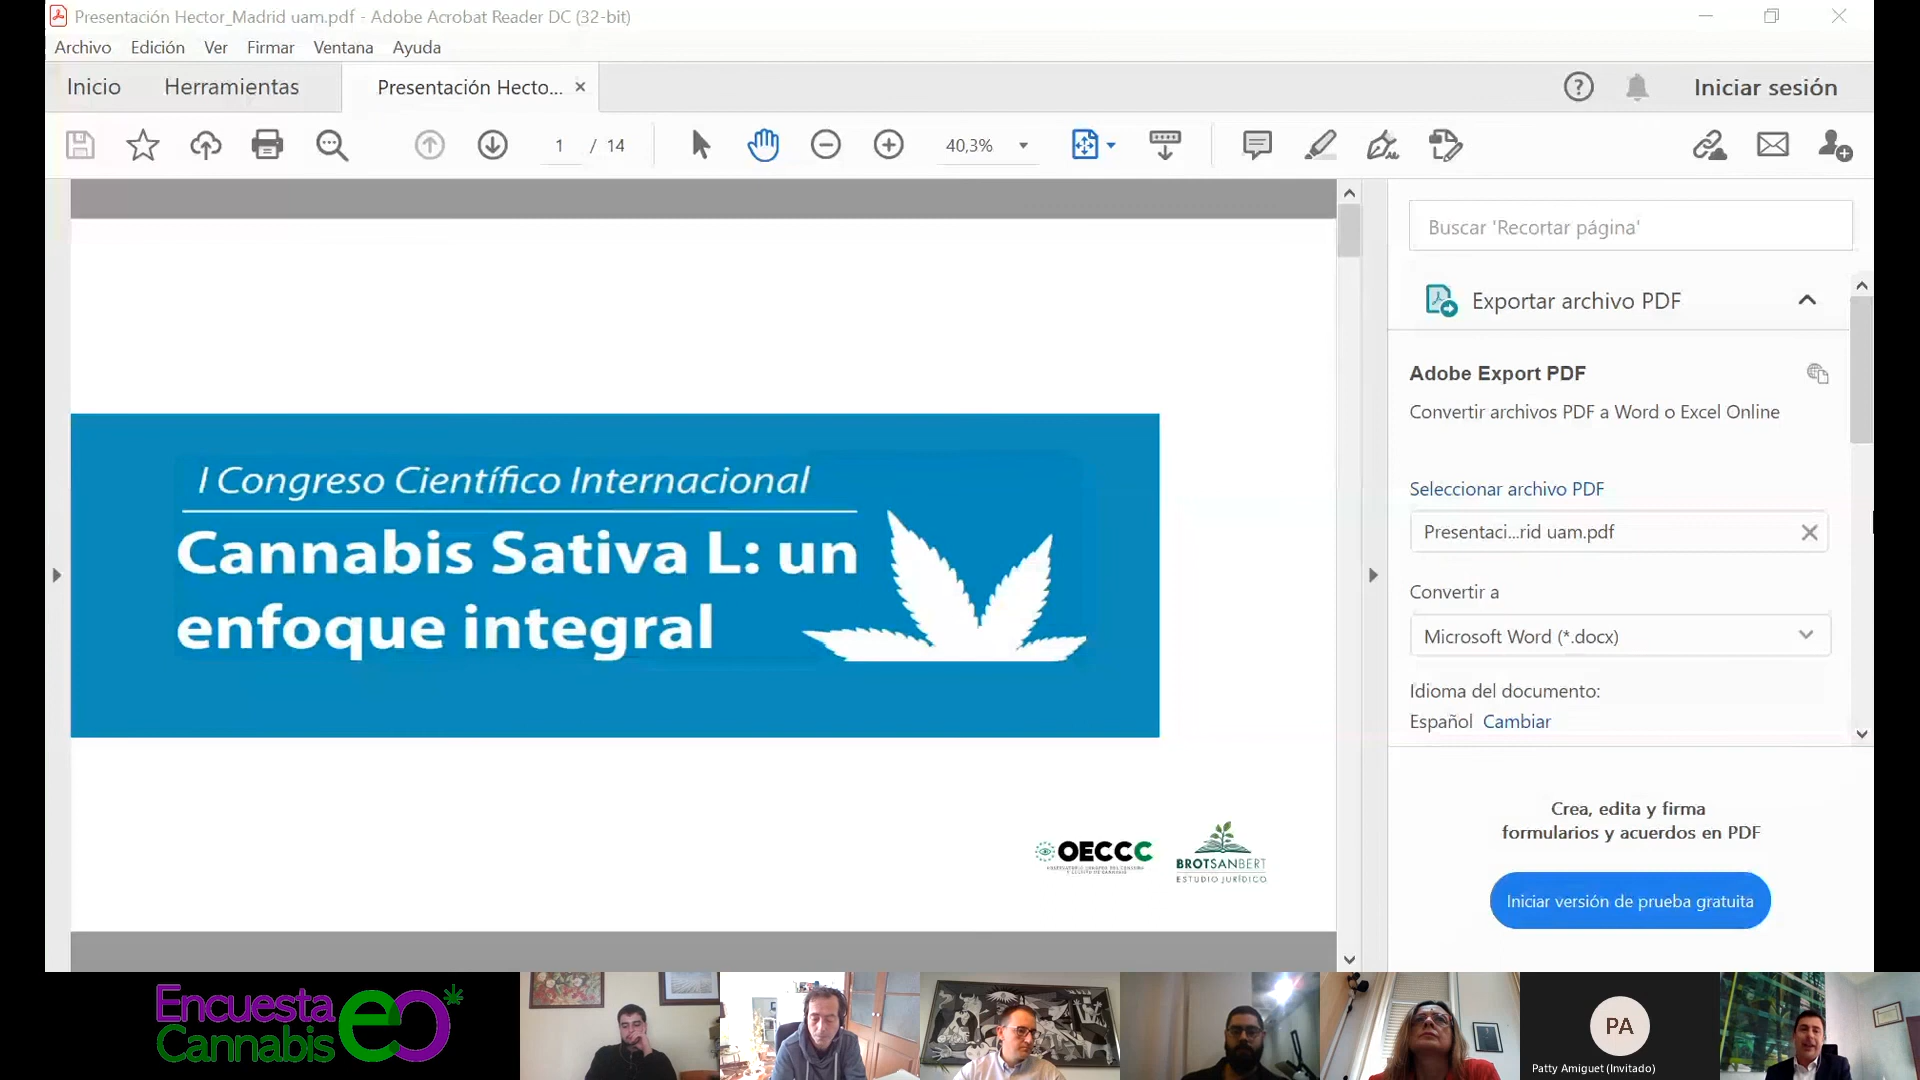 Presentación Hector_Madrid uam.pdf - Adobe Acrobat Reader DC (32-bit)
Archivo Edición Ver Firmar Ventana Ayuda
Inicio Herramientas Presentación Hecto... Iniciar sesión
1 / 14 40,3%
Buscar 'Recortar página'
Exportar archivo PDF
Adobe Export PDF
Convertir archivos PDF a Word o Excel Online
Seleccionar archivo PDF
Presentaci...rid uam.pdf
Convertir a
Microsoft Word (*.docx)
Idioma del documento:
Español Cambiar
Crea, edita y firma
formularios y acuerdos en PDF
Iniciar versión de prueba gratuita
I Congreso Científico Internacional
Cannabis Sativa L: un
enfoque integral
OECCC
BROTSANBERT
ESTUDIO JURÍDICO
Encuesta
Cannabis
PA
Patty Amiguet (Invitado)